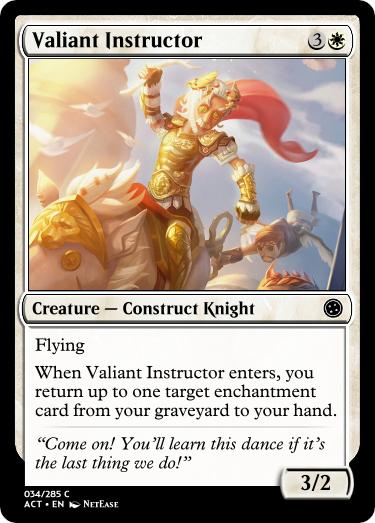 Valiant Instructor 3
Creature — Construct Knight
Flying
When Valiant Instructor enters, you
return up to one target enchantment
card from your graveyard to your hand.
“Come on! You’ll learn this dance if it’s
the last thing we do!”
3/2
034/285 C
ACT • EN NetEase